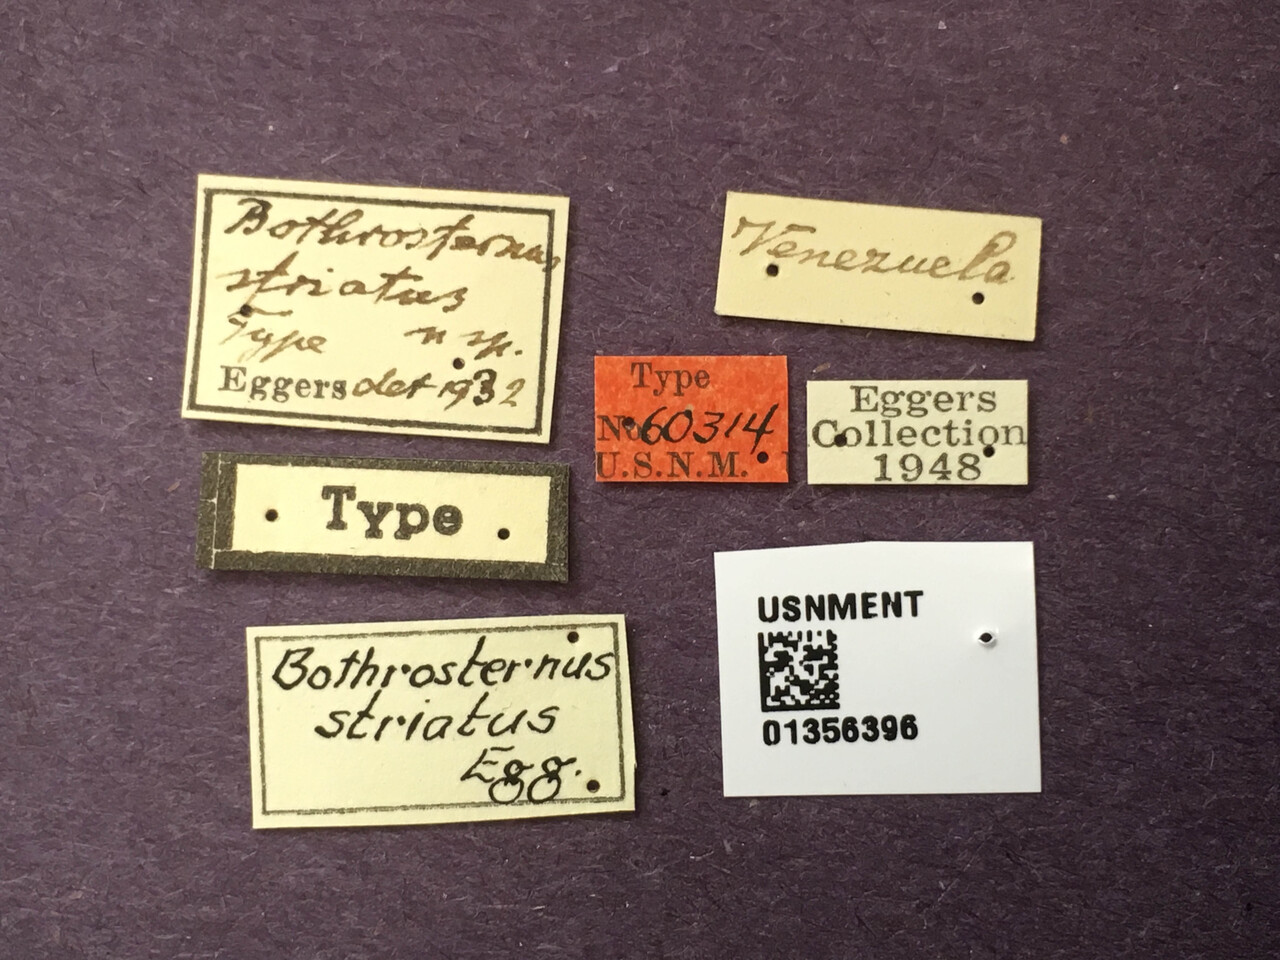 Bothrosternus
striatus
Type n sp.
Eggers det 1932
Venezuela
Type
No 60314
U.S.N.M.
Eggers
Collection
1948
Type
Bothrosternus
striatus
Egg.
USNMENT
01356396